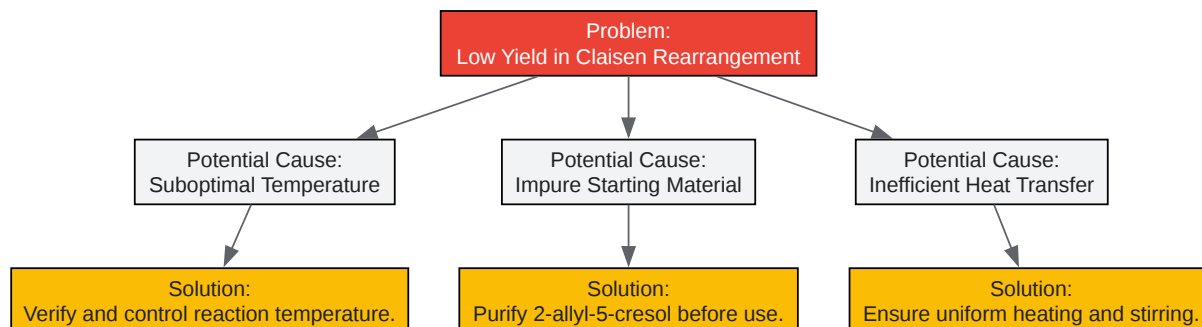 Problem:
Low Yield in Claisen Rearrangement
Potential Cause:
Suboptimal Temperature
Potential Cause:
Impure Starting Material
Potential Cause:
Inefficient Heat Transfer
Solution:
Verify and control reaction temperature.
Solution:
Purify 2-allyl-5-cresol before use.
Solution:
Ensure uniform heating and stirring.